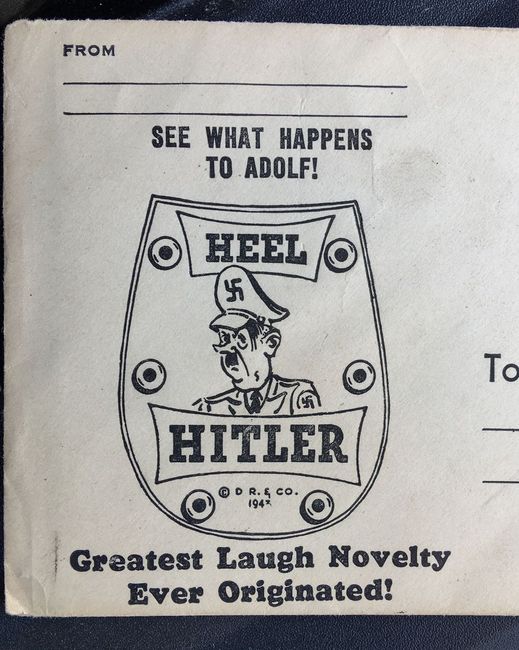 FROM
SEE WHAT HAPPENS
TO ADOLF!
HEEL
HITLER
© D R. & CO.
Greatest Laugh Novelty
Ever Originated!
To